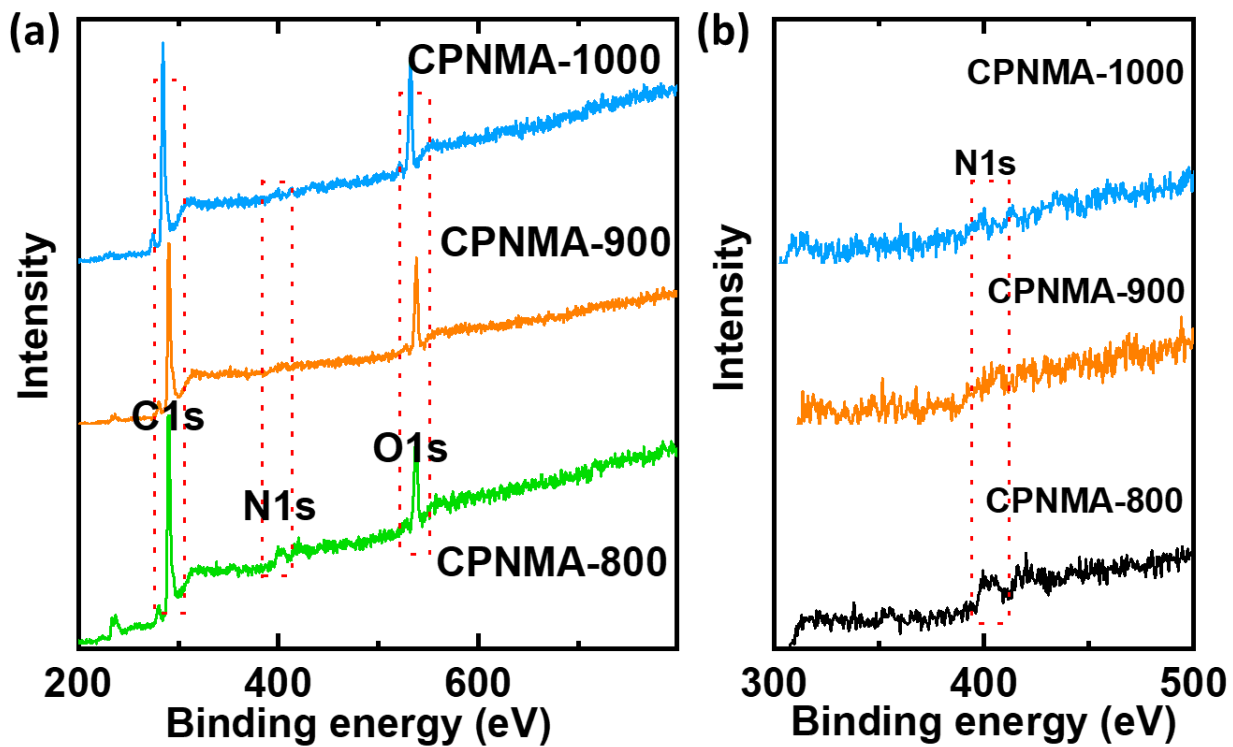 (a)
CPNMA-1000
CPNMA-900
C1s
O1s
N1s
CPNMA-800
Intensity
200
400
600
Binding energy (eV)
(b)
CPNMA-1000
N1s
CPNMA-900
CPNMA-800
Intensity
300
400
500
Binding energy (eV)